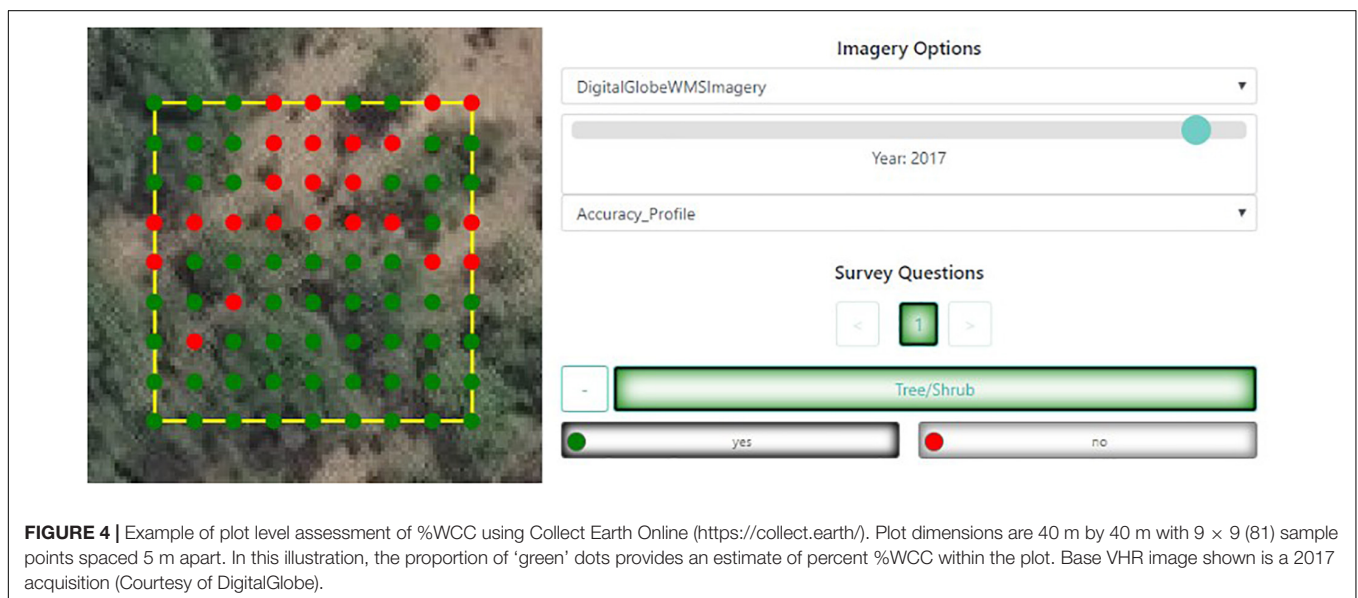 Imagery Options
DigitalGlobeWMSImagery
Year: 2017
Accuracy_Profile
Survey Questions
< 1 >
- Tree/Shrub
yes no
FIGURE 4 | Example of plot level assessment of %WCC using Collect Earth Online (https://collect.earth/). Plot dimensions are 40 m by 40 m with 9 × 9 (81) sample
points spaced 5 m apart. In this illustration, the proportion of ‘green’ dots provides an estimate of percent %WCC within the plot. Base VHR image shown is a 2017
acquisition (Courtesy of DigitalGlobe).